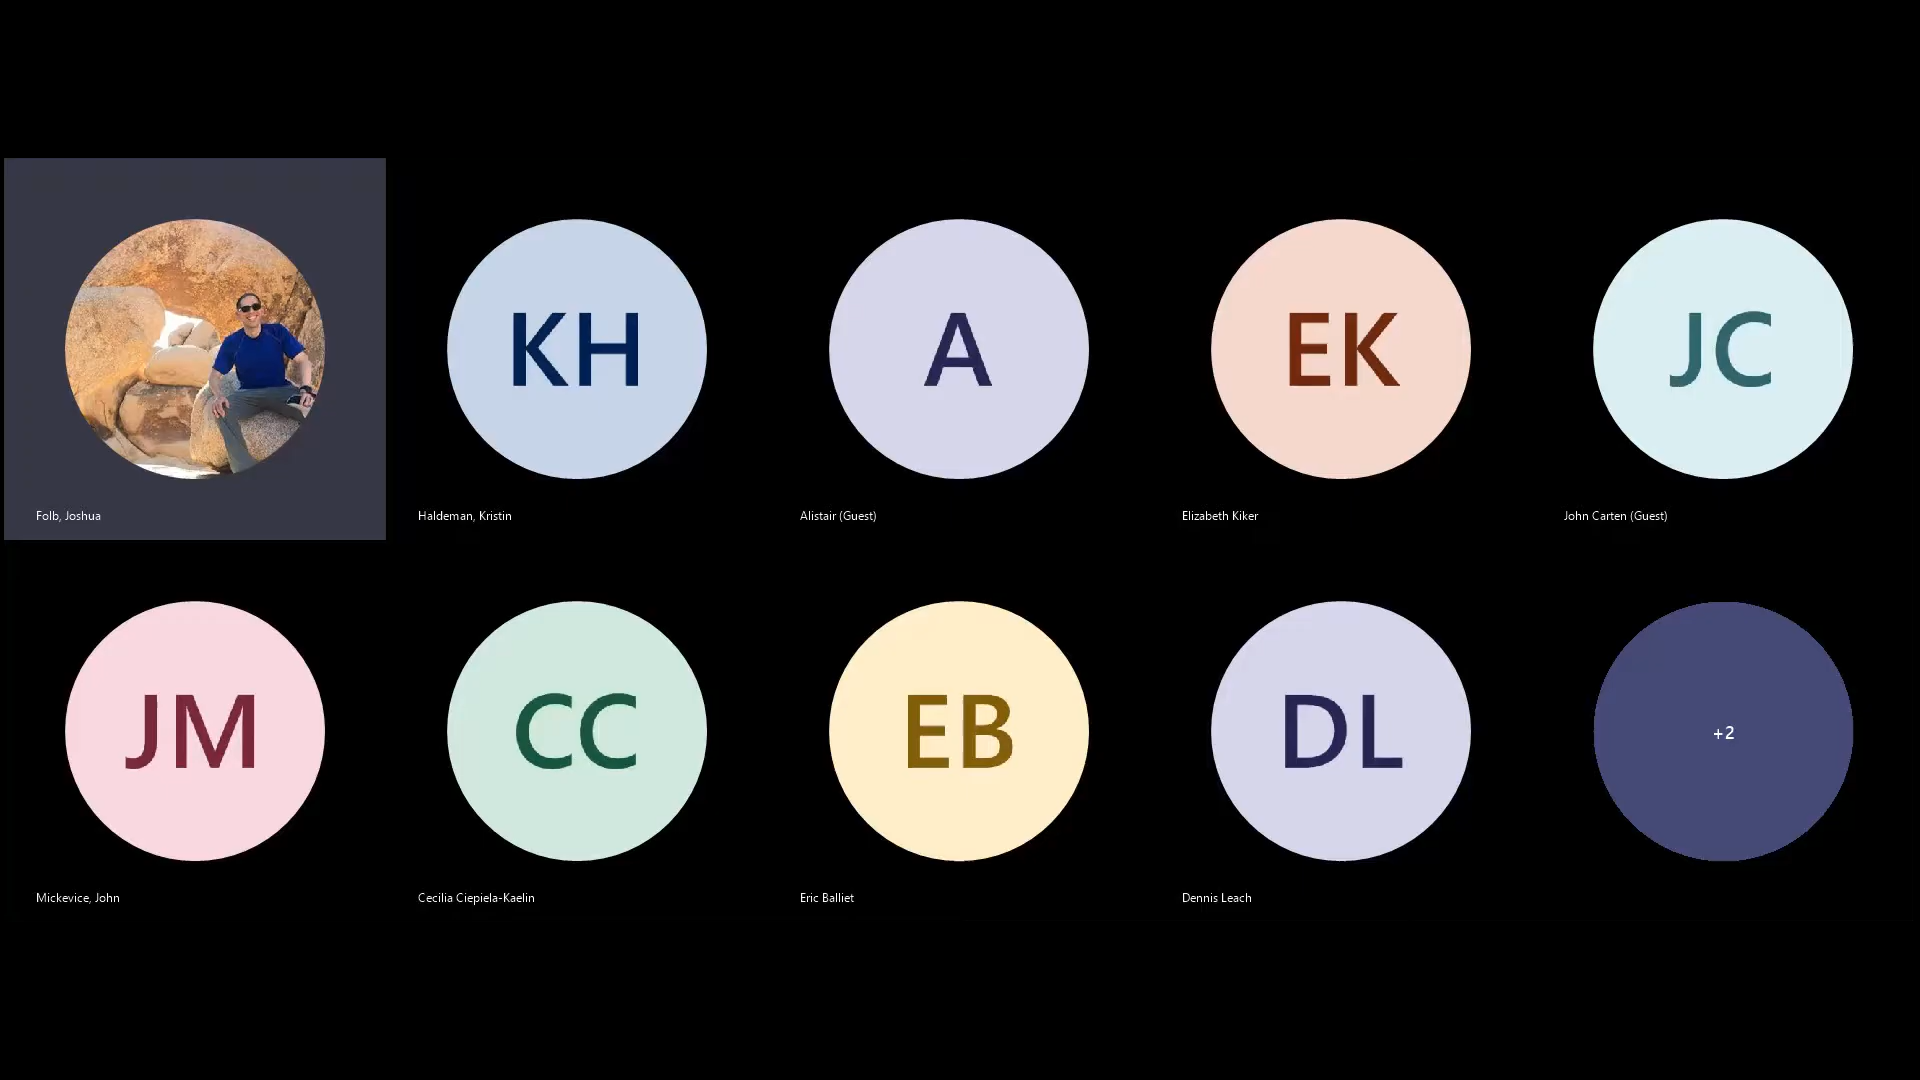 KH
A
EK
JC
Folb, Joshua
Haldeman, Kristin
Alistair (Guest)
Elizabeth Kiker
John Carten (Guest)
JM
CC
EB
DL
+2
Mickevice, John
Cecilia Ciepiela-Kaelin
Eric Balliet
Dennis Leach